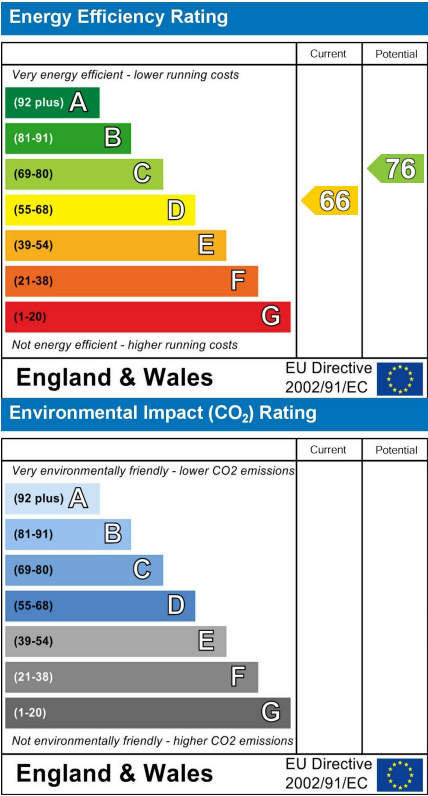 Energy Efficiency Rating
Current Potential
Very energy efficient - lower running costs
(92 plus) A
(81-91) B
(69-80) C
76
(55-68) D
66
(39-54) E
(21-38) F
(1-20) G
Not energy efficient - higher running costs
England & Wales
EU Directive
2002/91/EC
Environmental Impact (CO₂) Rating
Current Potential
Very environmentally friendly - lower CO2 emissions
(92 plus) A
(81-91) B
(69-80) C
(55-68) D
(39-54) E
(21-38) F
(1-20) G
Not environmentally friendly - higher CO2 emissions
England & Wales
EU Directive
2002/91/EC